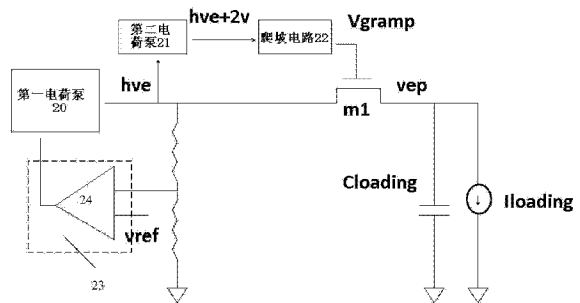 hve+2v
第二电
荷泵21
爬坡电路22
Vgramp
第一电荷泵
20
hve
vep
m1
24
vref
Cloading
Iloading
23